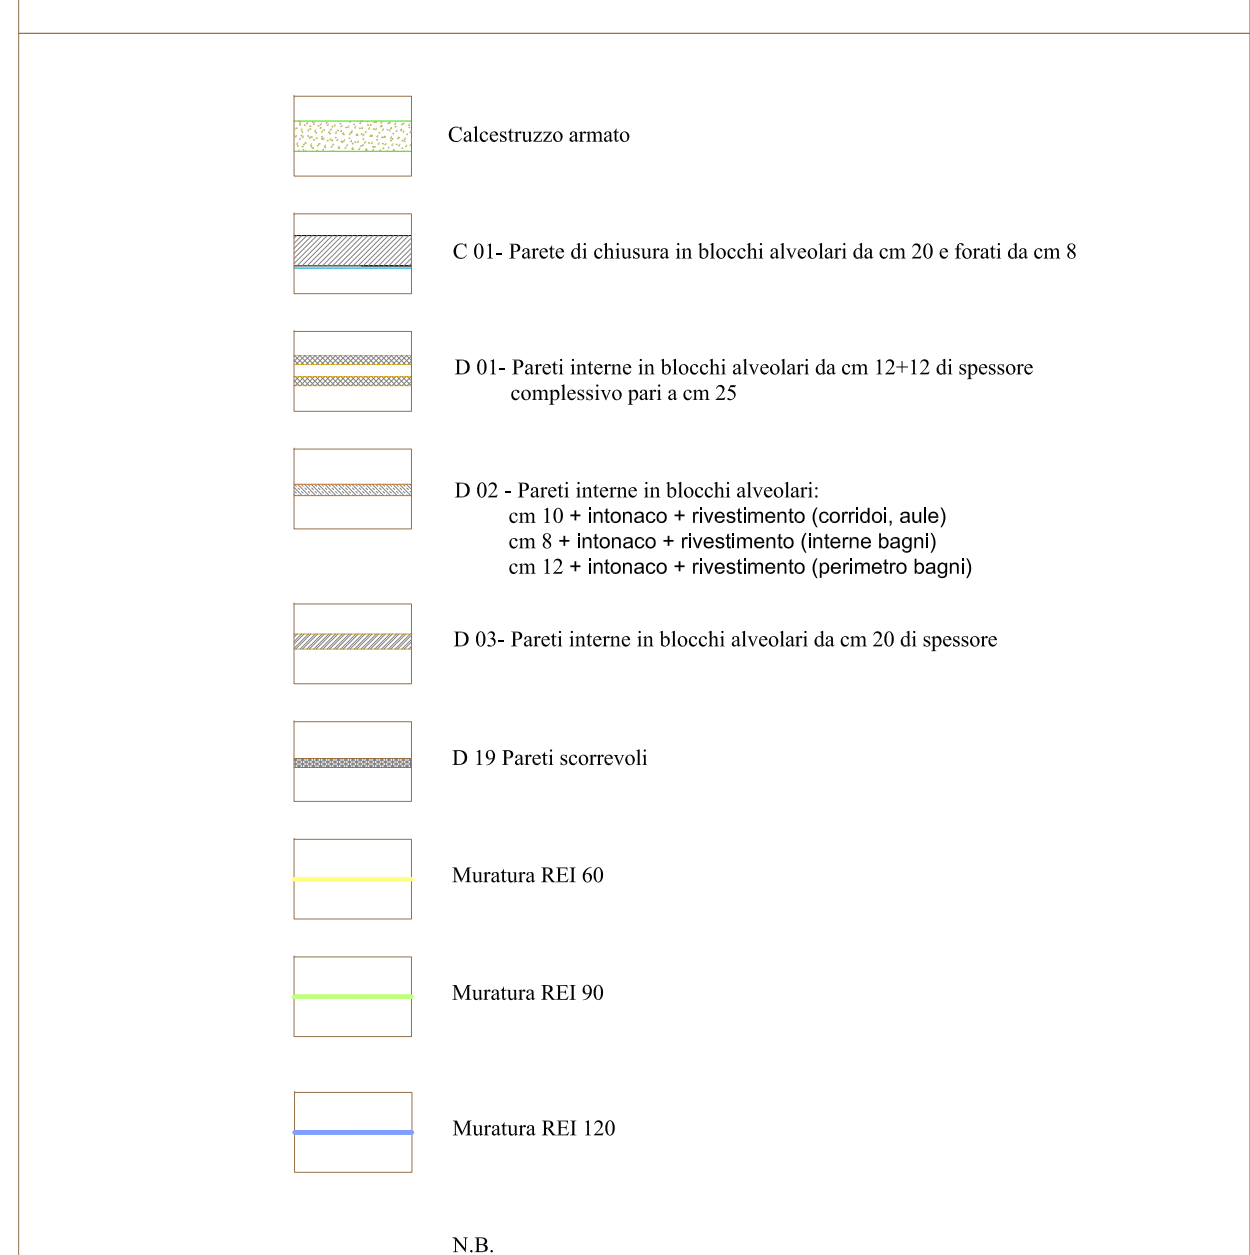 Calcestruzzo armato
C 01- Parete di chiusura in blocchi alveolari da cm 20 e forati da cm 8
D 01- Pareti interne in blocchi alveolari da cm 12+12 di spessore
complessivo pari a cm 25
D 02 - Pareti interne in blocchi alveolari:
cm 10 + intonaco + rivestimento (corridoi, aule)
cm 8 + intonaco + rivestimento (interne bagni)
cm 12 + intonaco + rivestimento (perimetro bagni)
D 03- Pareti interne in blocchi alveolari da cm 20 di spessore
D 19 Pareti scorrevoli
Muratura REI 60
Muratura REI 90
Muratura REI 120
N.B.